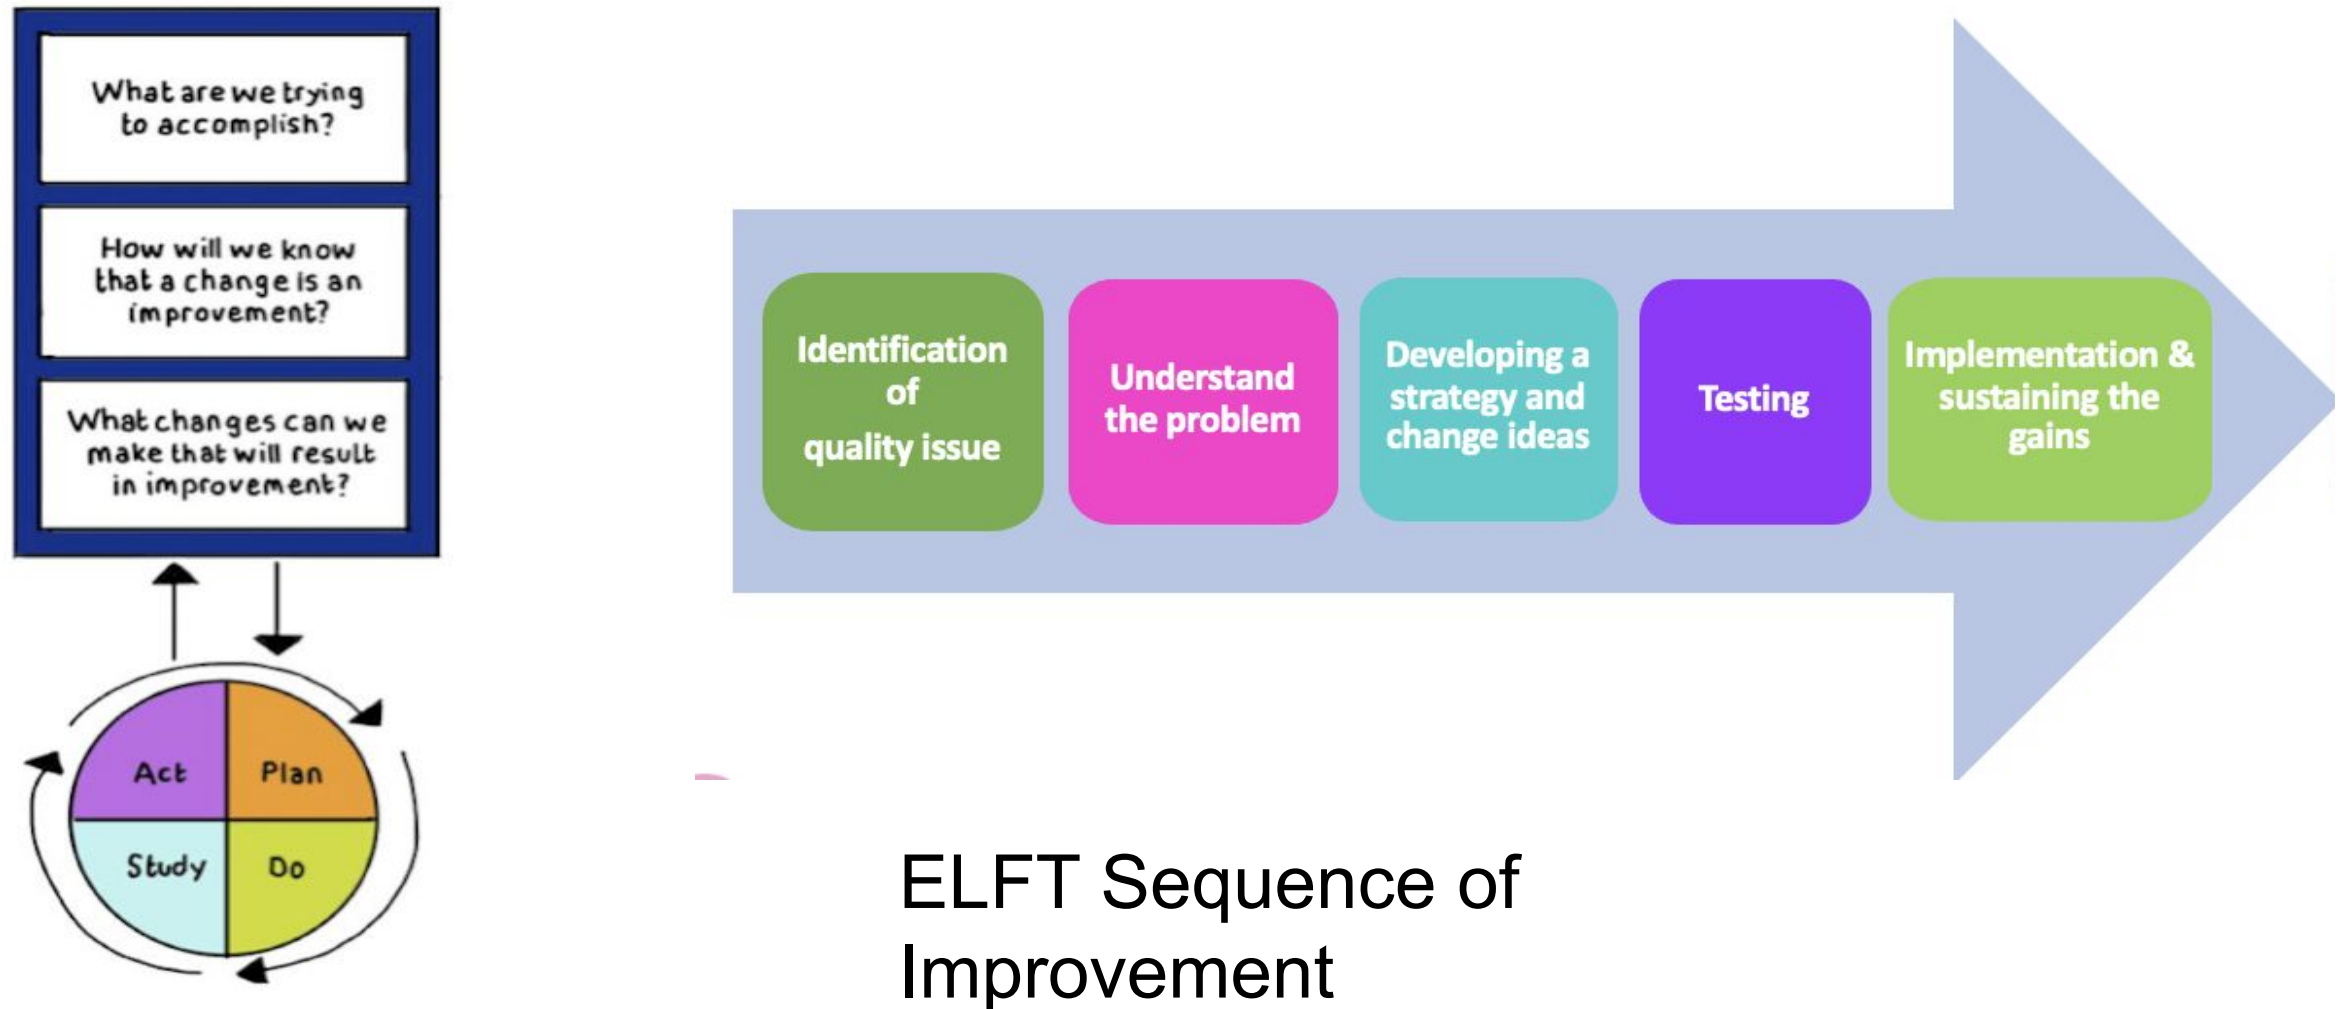 What are we trying
to accomplish?
How will we know
that a change is an
improvement?
What changes can we
make that will result
in improvement?
Act
Plan
Study
Do
Identification
of
quality issue
Understand
the problem
Developing a
strategy and
change ideas
Testing
Implementation &
sustaining the
gains
ELFT Sequence of
Improvement